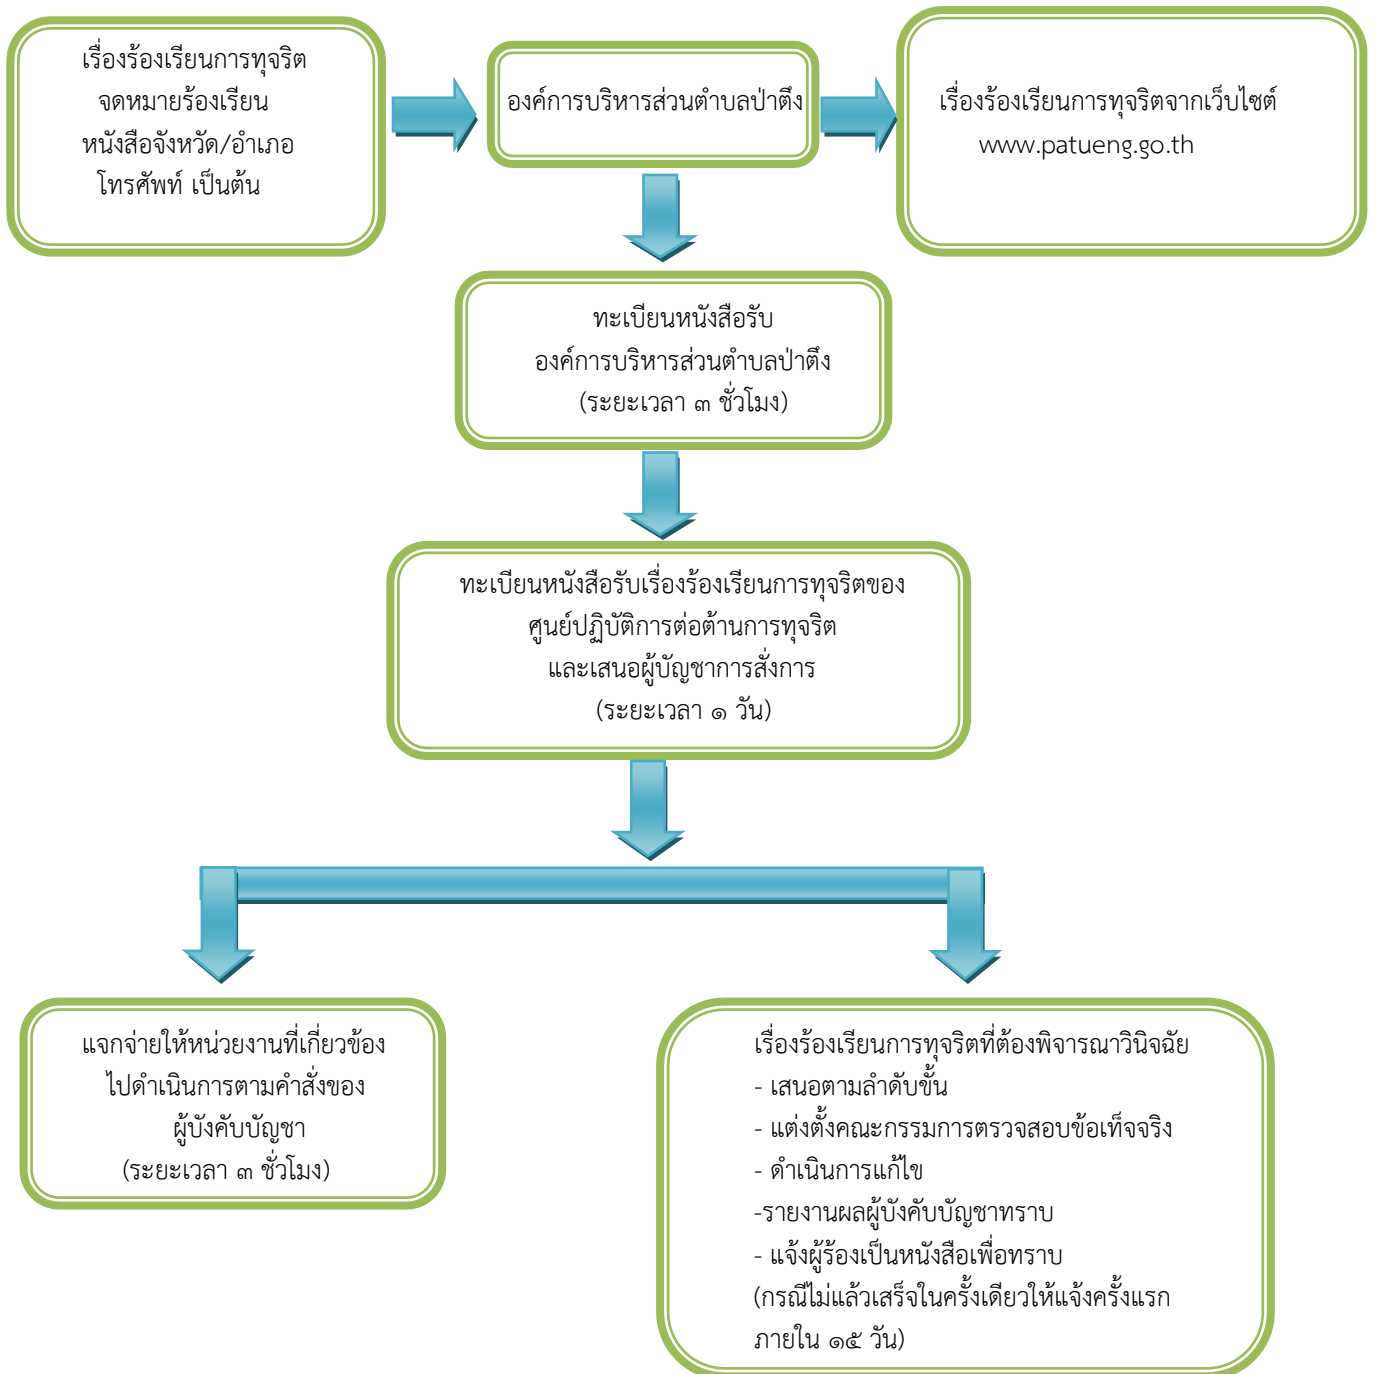 เรื่องร้องเรียนการทุจริต
จดหมายร้องเรียน
หนังสือจังหวัด/อำเภอ
โทรศัพท์ เป็นต้น
องค์การบริหารส่วนตำบลป่าตึง
เรื่องร้องเรียนการทุจริตจากเว็บไซต์
www.patueng.go.th
ทะเบียนหนังสือรับ
องค์การบริหารส่วนตำบลป่าตึง
(ระยะเวลา ๓ ชั่วโมง)
ทะเบียนหนังสือรับเรื่องร้องเรียนการทุจริตของ
ศูนย์ปฏิบัติการต่อต้านการทุจริต
และเสนอผู้บัญชาการสั่งการ
(ระยะเวลา ๑ วัน)
แจกจ่ายให้หน่วยงานที่เกี่ยวข้อง
ไปดำเนินการตามคำสั่งของ
ผู้บังคับบัญชา
(ระยะเวลา ๓ ชั่วโมง)
เรื่องร้องเรียนการทุจริตที่ต้องพิจารณาวินิจฉัย
- เสนอตามลำดับขั้น
- แต่งตั้งคณะกรรมการตรวจสอบข้อเท็จจริง
- ดำเนินการแก้ไข
-รายงานผลผู้บังคับบัญชาทราบ
- แจ้งผู้ร้องเป็นหนังสือเพื่อทราบ
(กรณีไม่แล้วเสร็จในครั้งเดียวให้แจ้งครั้งแรก
ภายใน ๑๕ วัน)